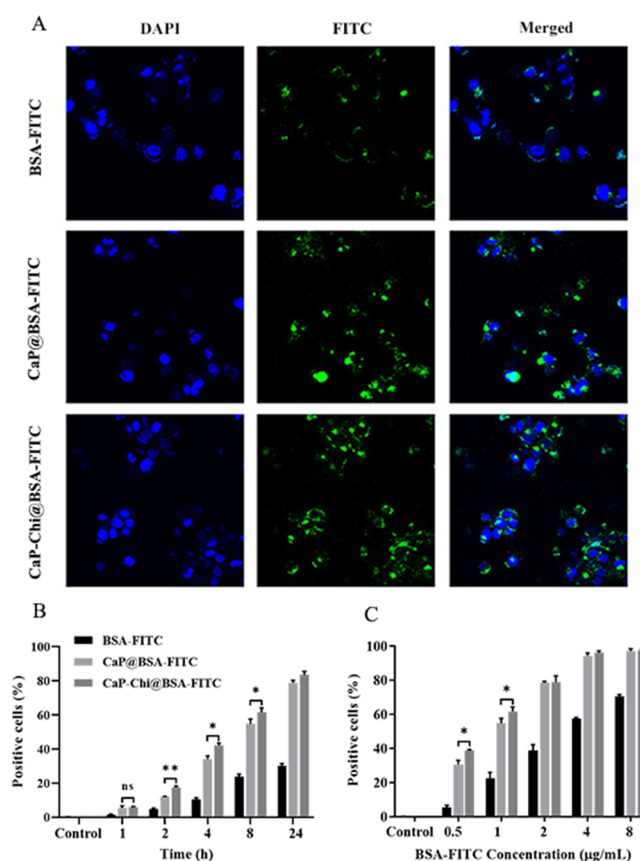 A
DAPI FITC Merged
BSA-FITC
CaP@BSA-FITC
CaP-Chi@BSA-FITC
B
BSA-FITC
CaP@BSA-FITC
CaP-Chi@BSA-FITC
Positive cells (%)
100
80
60
40
20
0
ns
**
*
*
Control 1 2 4 8 24
Time (h)
C
Positive cells (%)
100
80
60
40
20
0
*
*
Control 0.5 1 2 4 8
BSA-FITC Concentration (μg/mL)